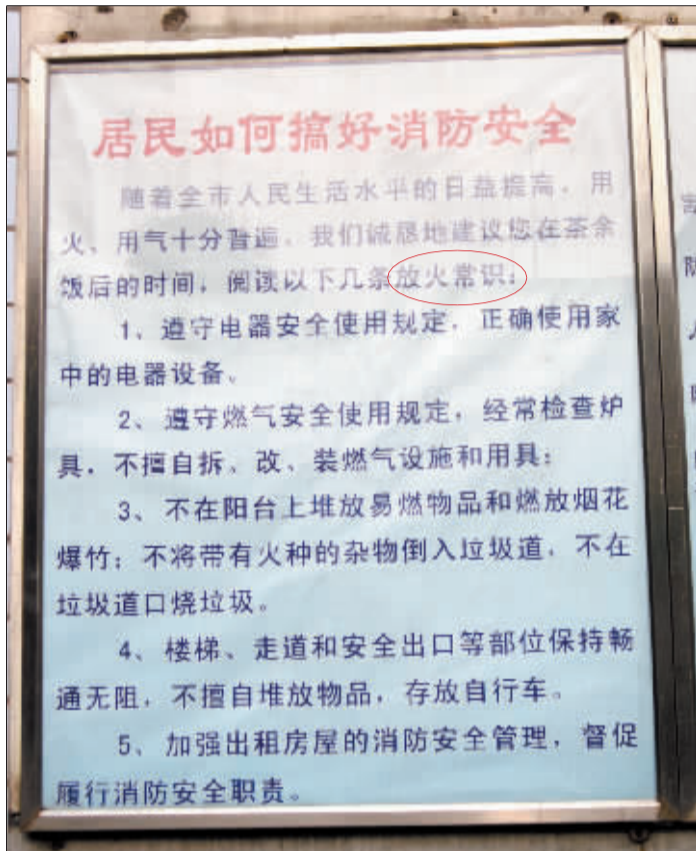 居民如何搞好消防安全
随着全市人民生活水平的日益提高，用
火、用气十分普遍。我们诚恳地建议您在茶余
饭后的时间，阅读以下几条放火常识：
1、遵守电器安全使用规定，正确使用家
中的电器设备、
2、遵守燃气安全使用规定，经常检查炉
具，不擅自拆、改、装燃气设施和用具；
3、不在阳台上堆放易燃物品和燃放烟花
爆竹；不将带有火种的杂物倒入垃圾道，不在
垃圾道口烧垃圾。
4、楼梯、走道和安全出口等部位保持畅
通无阻，不擅自堆放物品，存放自行车。
5、加强出租房屋的消防安全管理，督促
履行消防安全职责。